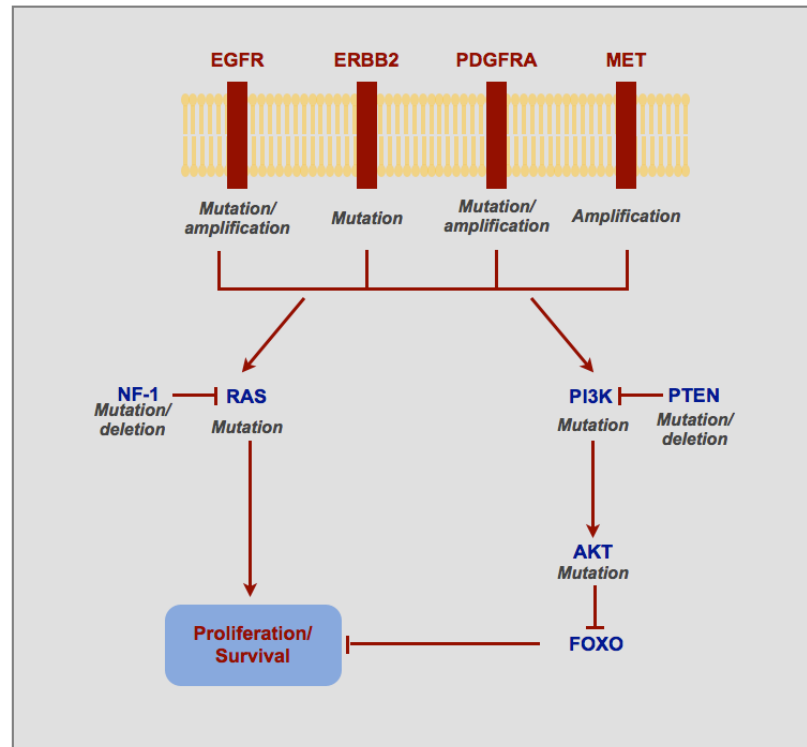 EGFR
ERBB2
PDGFRA
MET
Mutation/
amplification
Mutation
Mutation/
amplification
Amplification
NF-1
Mutation/
deletion
RAS
Mutation
PI3K
Mutation
PTEN
Mutation/
deletion
AKT
Mutation
Proliferation/
Survival
FOXO